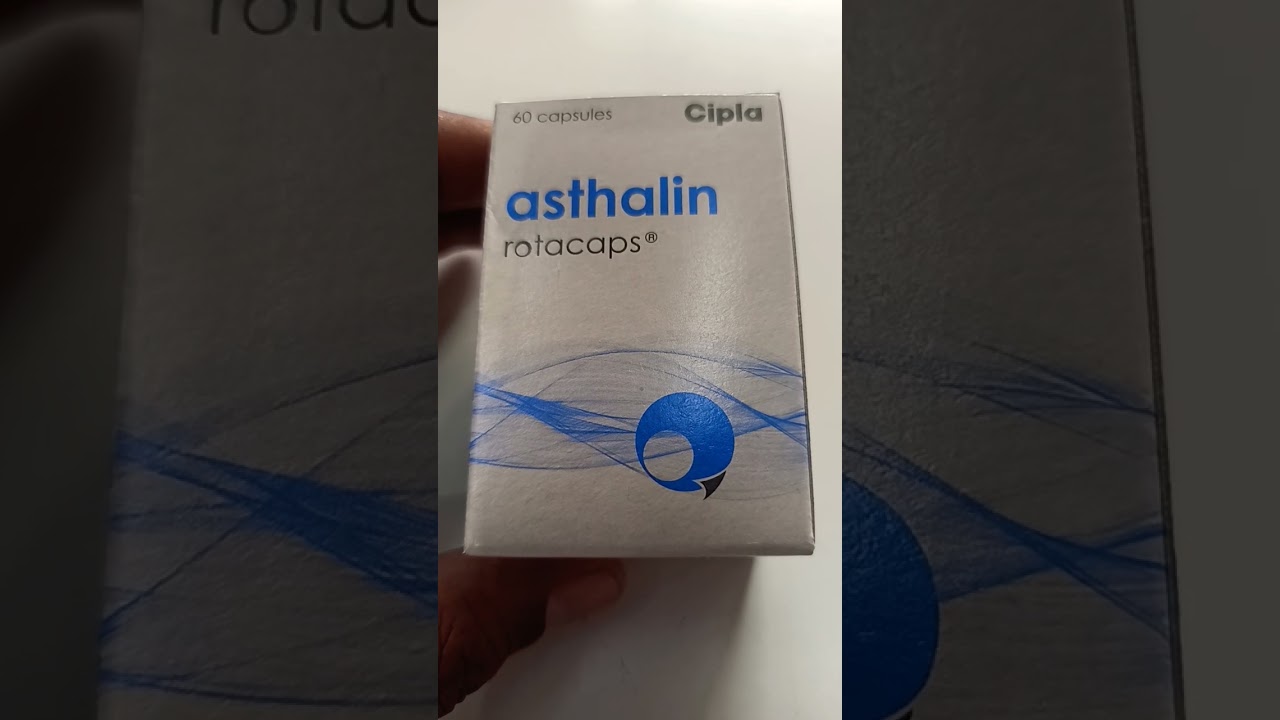 60 capsules Cipla
asthalin
rotacaps®